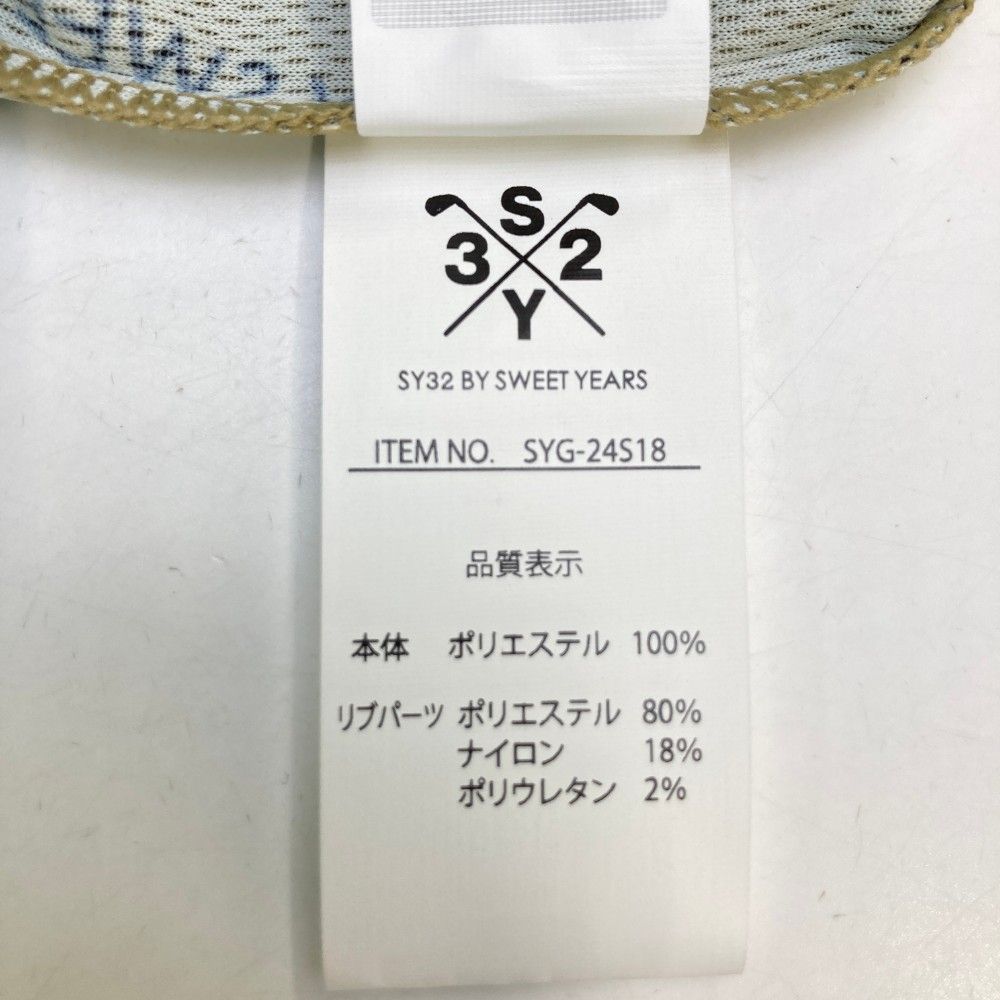 S
3 2
Y
SY32 BY SWEET YEARS
ITEM NO. SYG-24S18
品質表示
本体 ポリエステル 100%
リブパーツ ポリエステル 80%
ナイロン 18%
ポリウレタン 2%